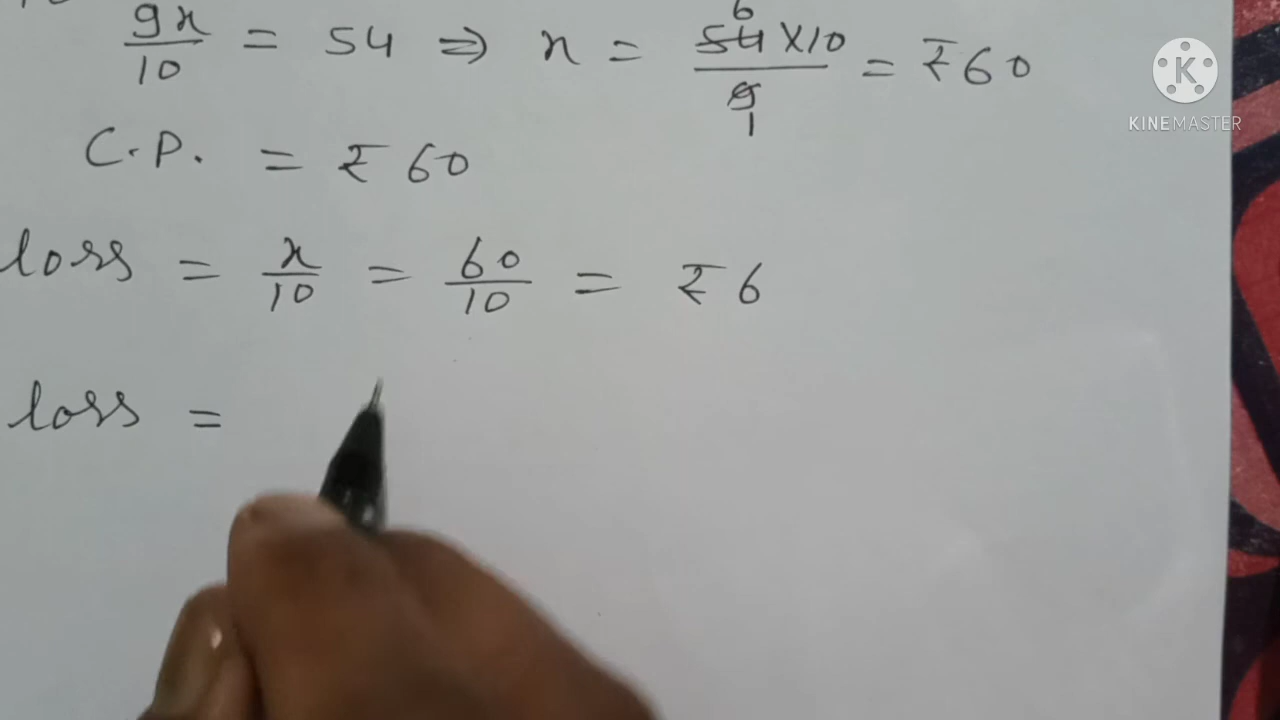 9x/10 = 54 ⇒ x = 54×10/9 = ₹60
6
1
K
KINEMASTER
C.P. = ₹60
loss = x/10 = 60/10 = ₹6
loss =